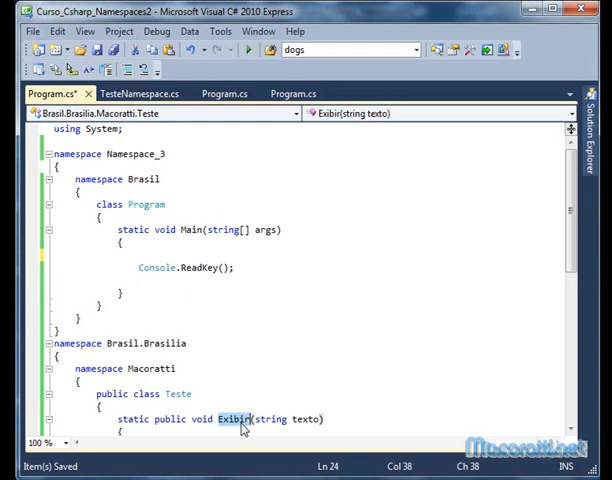 Curso_Csharp_Namespaces2 - Microsoft Visual C# 2010 Express
File Edit View Project Debug Data Tools Window Help
dogs
Program.cs* TesteNamespace.cs Program.cs Program.cs
Brasil.Brasilia.Macoratti.Teste Exibir(string texto)
Solution Explorer
using System;
namespace Namespace_3
{
namespace Brasil
{
class Program
{
static void Main(string[] args)
{
Console.ReadKey();
}
}
}
}
namespace Brasil.Brasilia
{
namespace Macoratti
{
public class Teste
{
static public void Exibir(string texto)
{
100 %
Macoratti.net
Item(s) Saved Ln 24 Col 38 Ch 38 INS